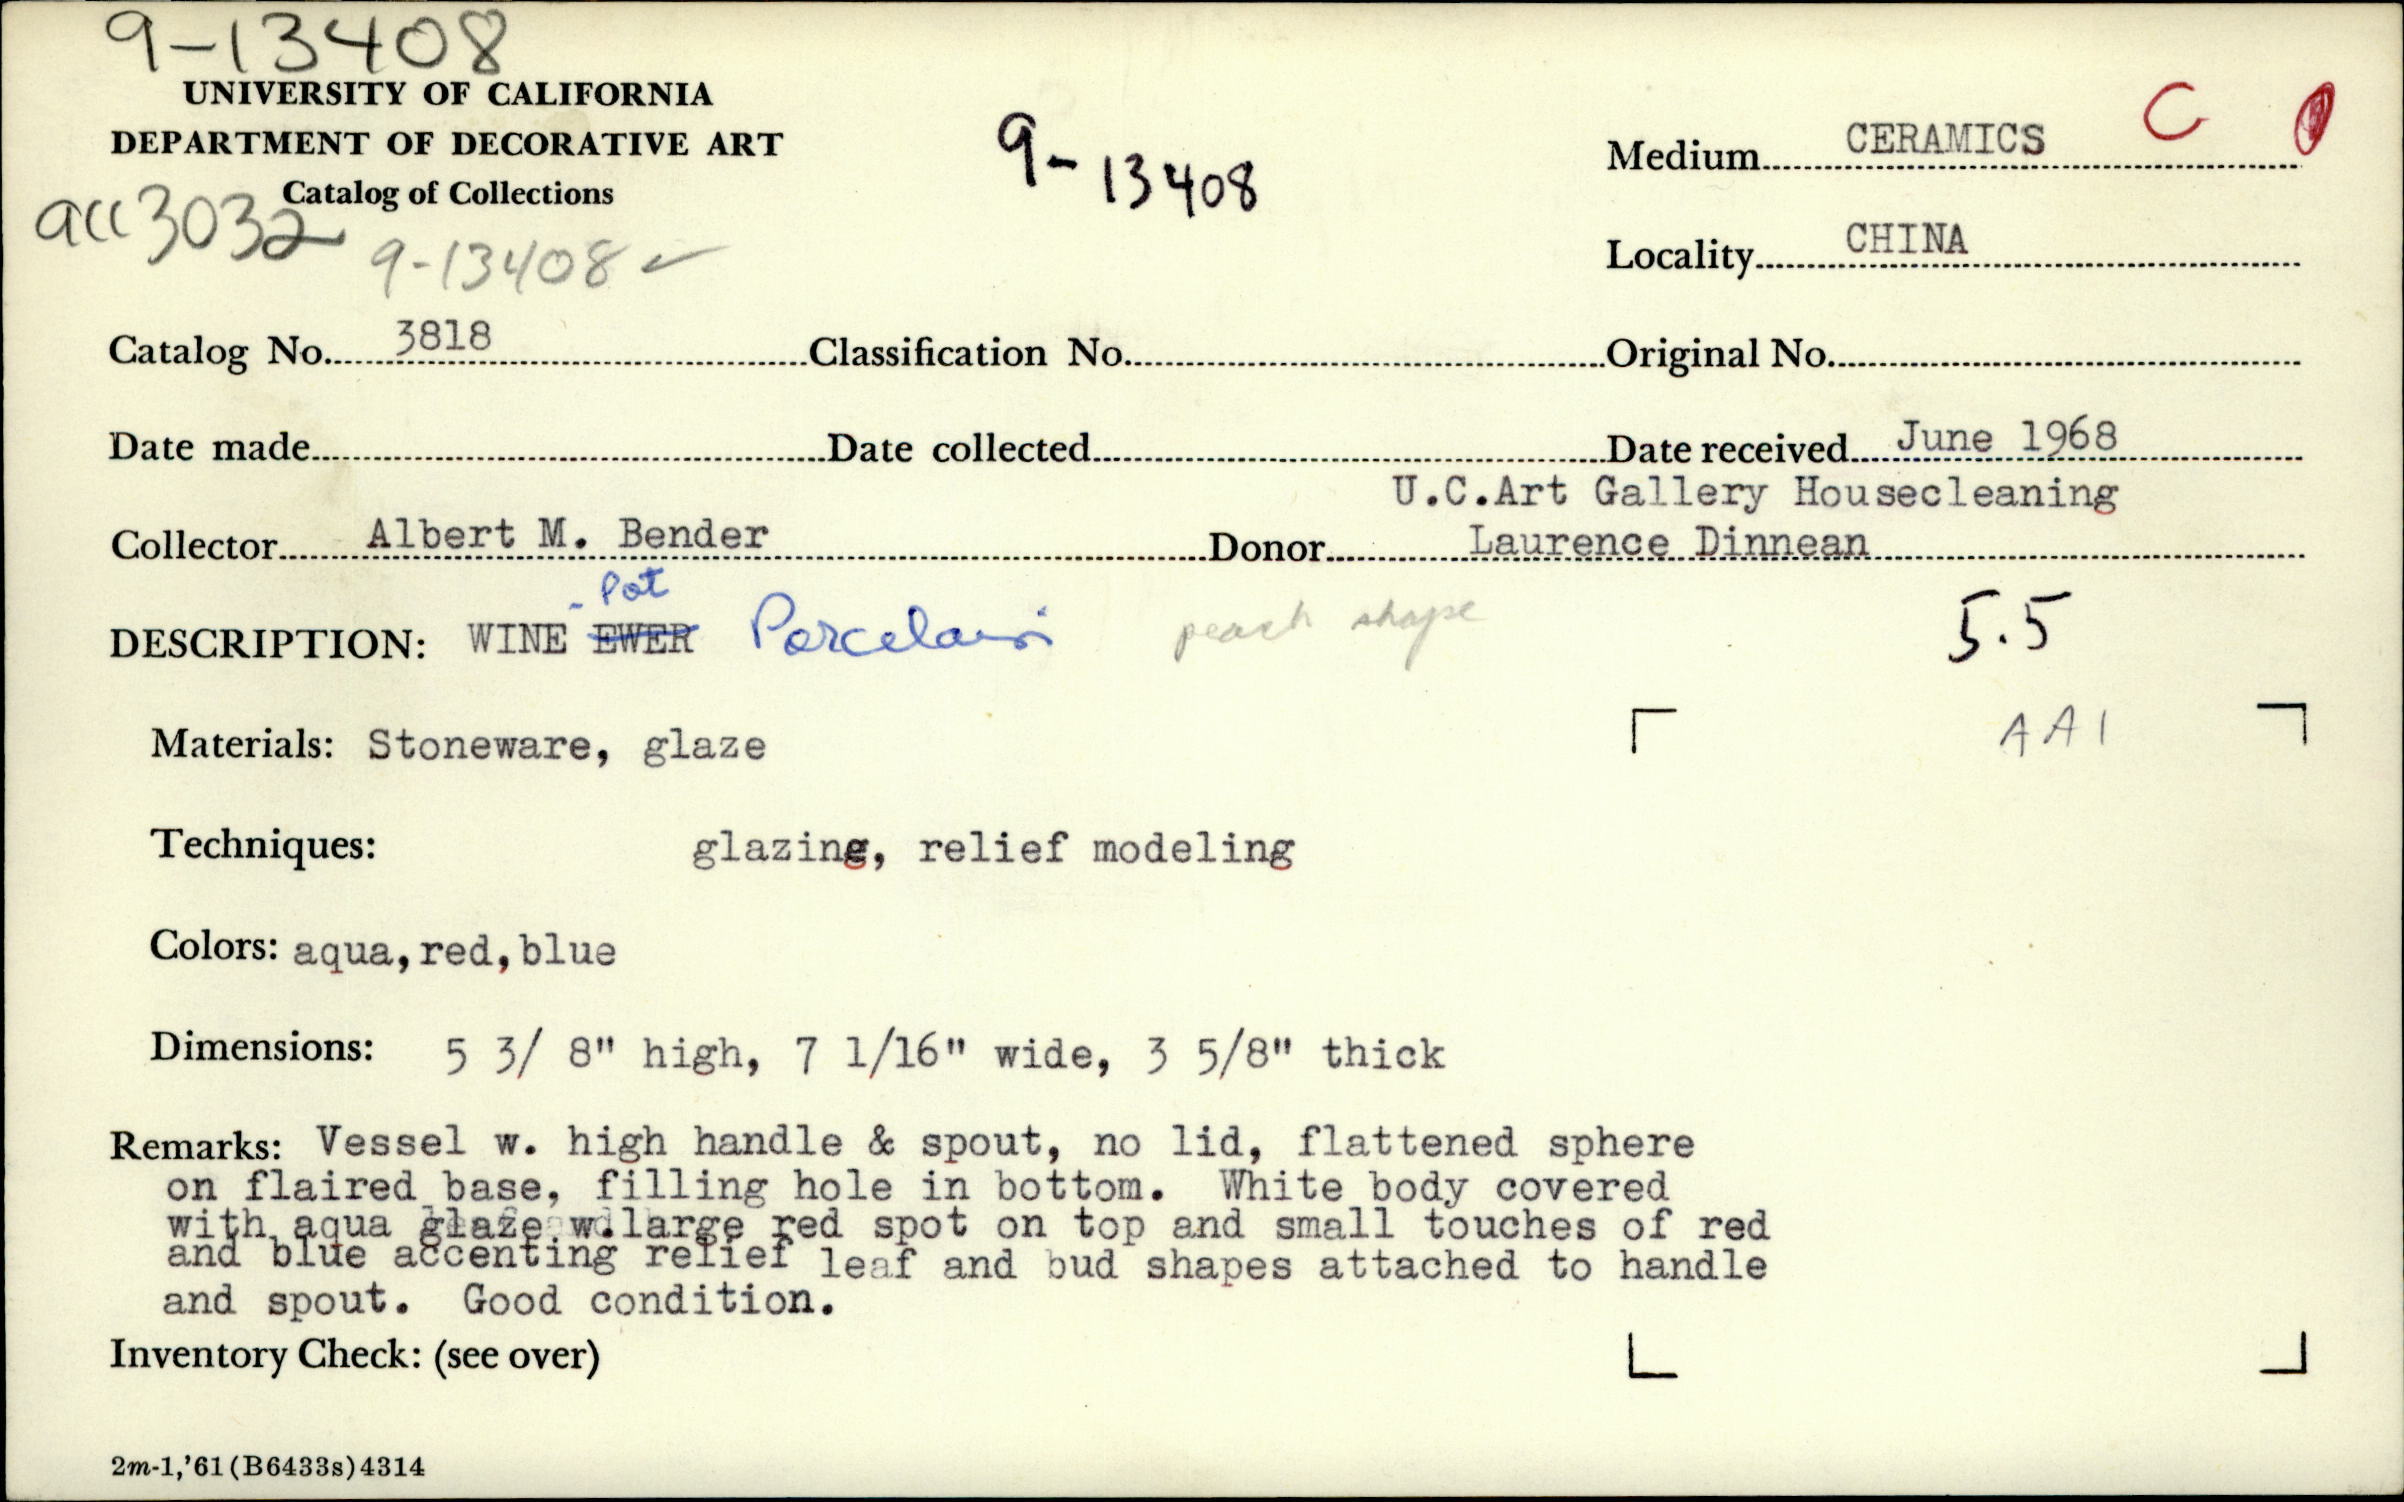 9-13408
UNIVERSITY OF CALIFORNIA
DEPARTMENT OF DECORATIVE ART
Catalog of Collections
acc 3032
9-13408 ✓
9-13408
Medium CERAMICS C
Locality CHINA
Catalog No. 3818 Classification No. Original No.
Date made Date collected Date received June 1968
U.C.Art Gallery Housecleaning
Collector Albert M. Bender Donor Laurence Dinnean
- Pot
DESCRIPTION: WINE EWER Porcelain peach shape 5.5
AA1
Materials: Stoneware, glaze
Techniques: glazing, relief modeling
Colors: aqua,red,blue
Dimensions: 5 3/ 8" high, 7 1/16" wide, 3 5/8" thick
Remarks: Vessel w. high handle & spout, no lid, flattened sphere
on flaired base, filling hole in bottom. White body covered
with aqua glaze w.large red spot on top and small touches of red
and blue accenting relief leaf and bud shapes attached to handle
and spout. Good condition.
Inventory Check: (see over)
2m-1,'61(B6433s)4314